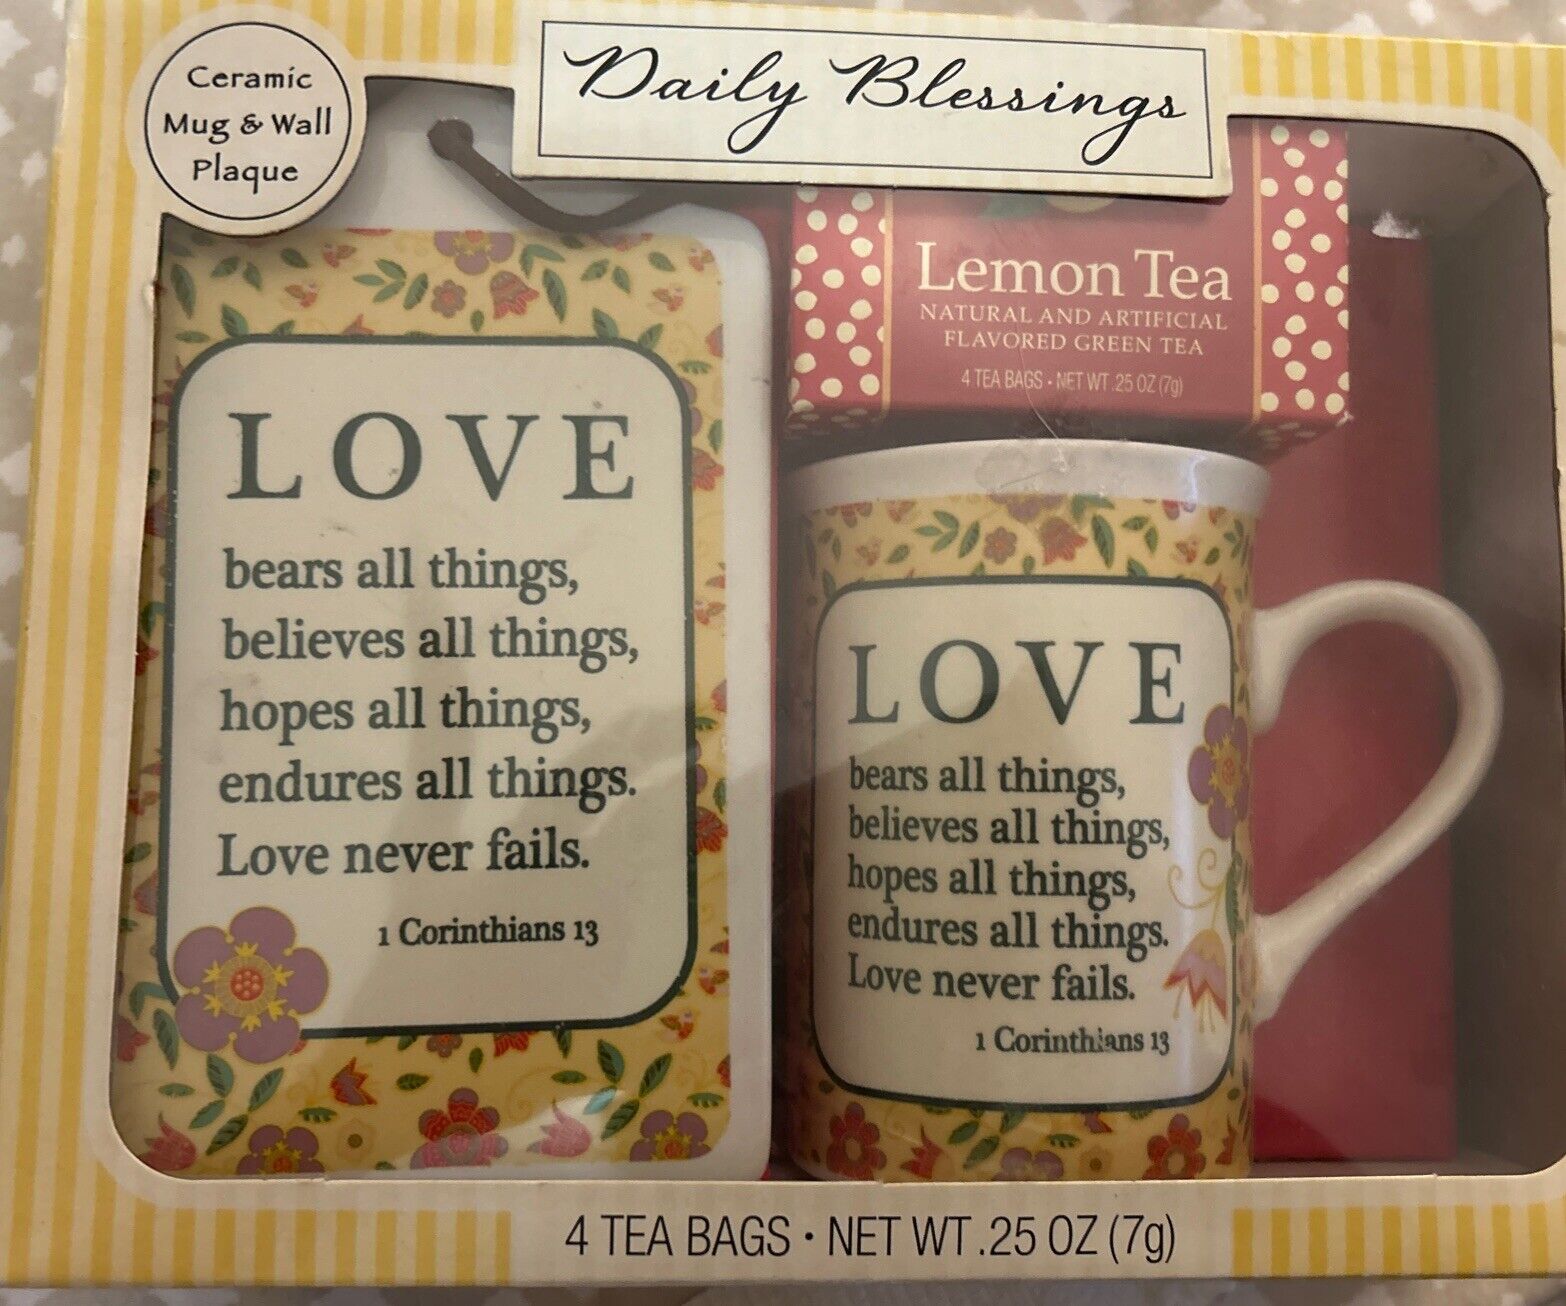 Ceramic
Mug & Wall
Plaque
Daily Blessings
Lemon Tea
NATURAL AND ARTIFICIAL
FLAVORED GREEN TEA
4 TEA BAGS • NET WT .25 OZ (7g)
LOVE
bears all things,
believes all things,
hopes all things,
endures all things.
Love never fails.
1 Corinthians 13
LOVE
bears all things,
believes all things,
hopes all things,
endures all things.
Love never fails.
1 Corinthians 13
4 TEA BAGS • NET WT .25 OZ (7g)